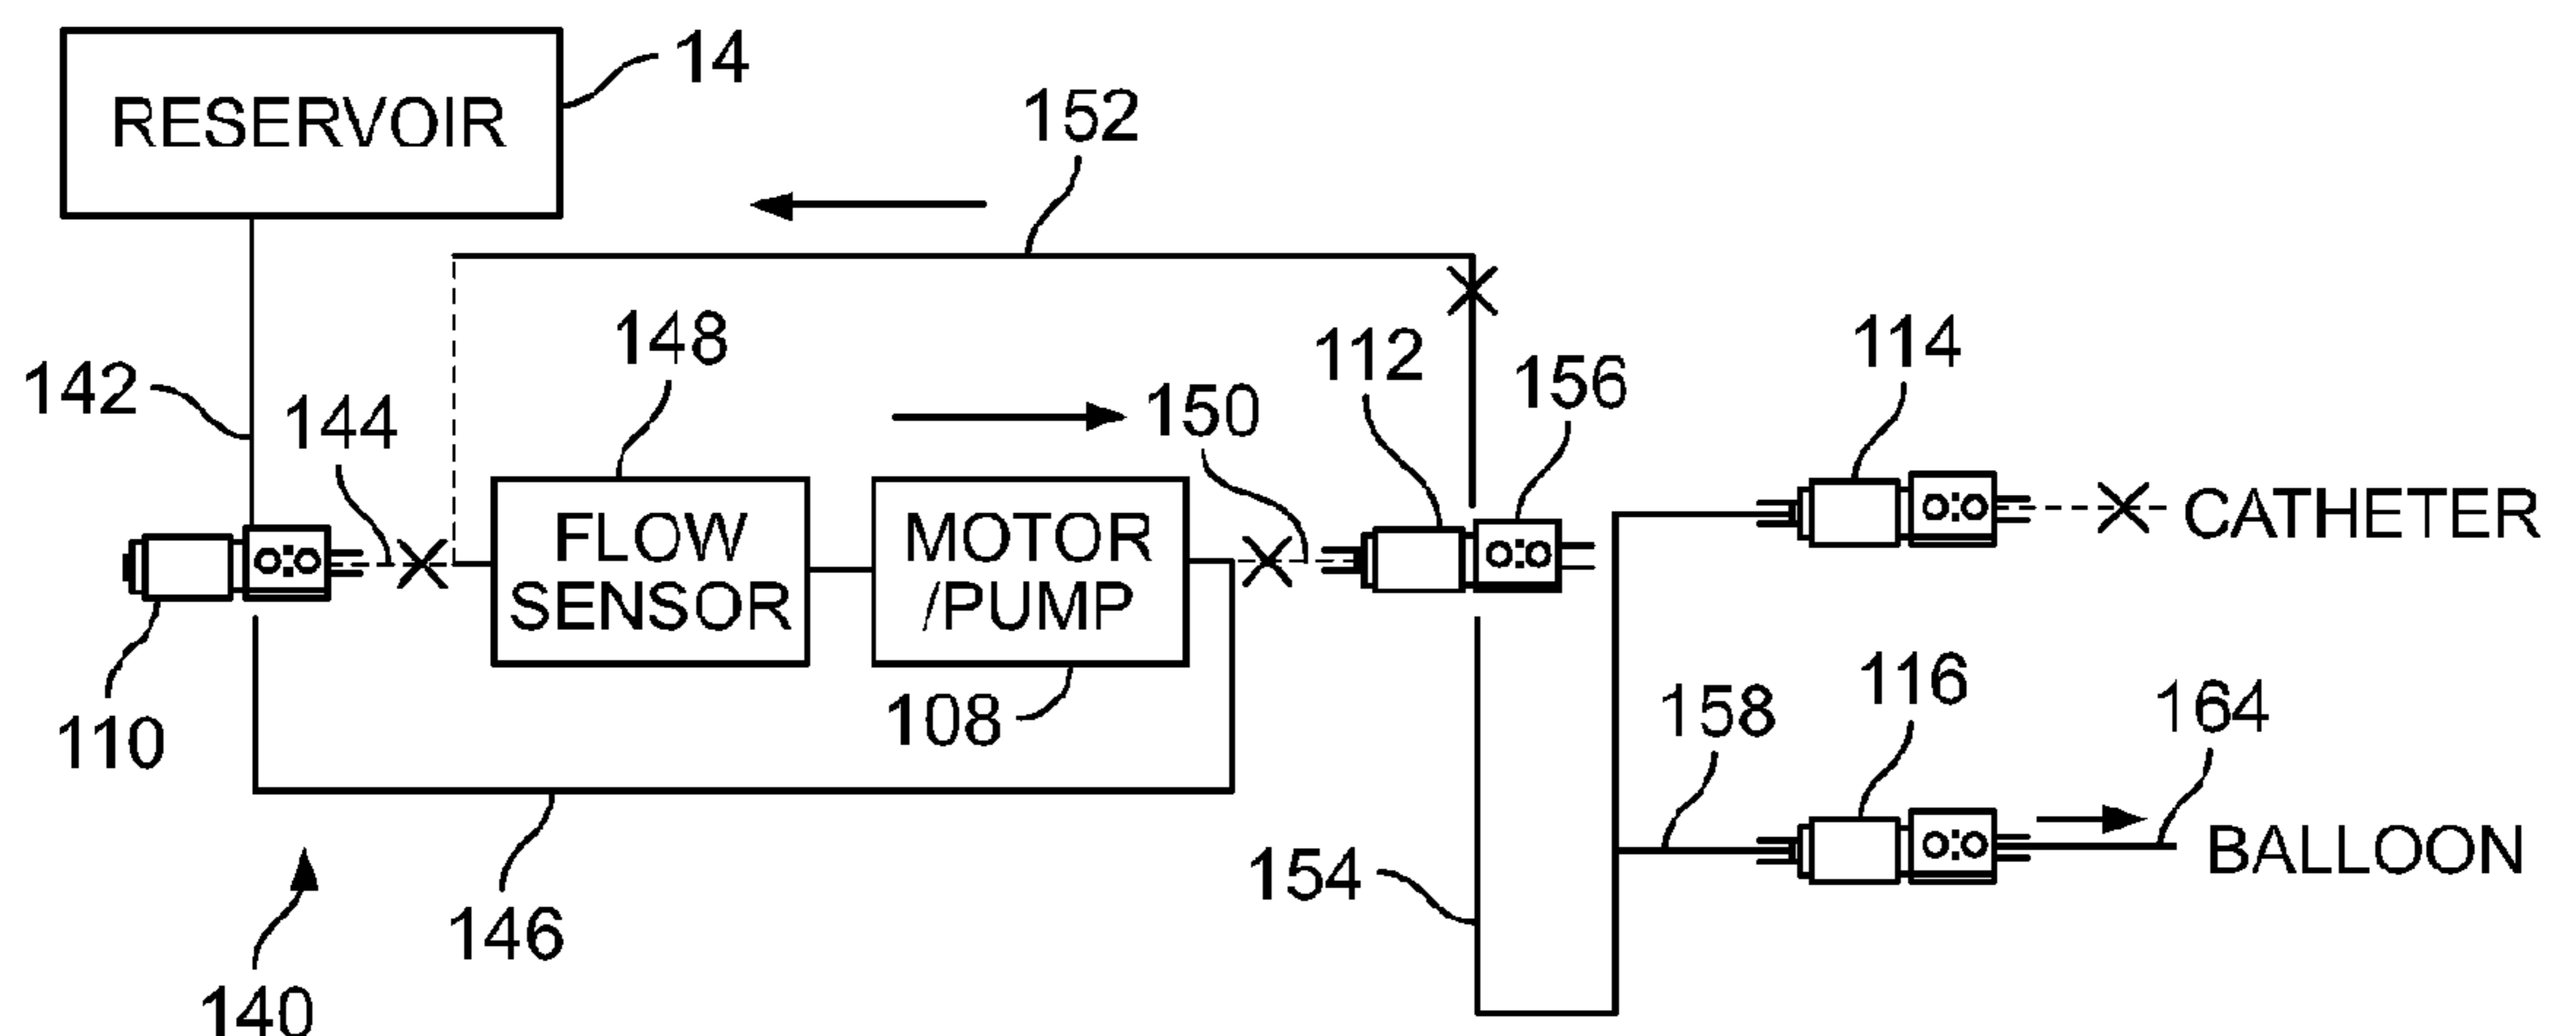 RESERVOIR
14
152
148
142
144
150
112
156
114
FLOW
SENSOR
MOTOR
/PUMP
CATHETER
110
108
158
116
164
BALLOON
154
146
140